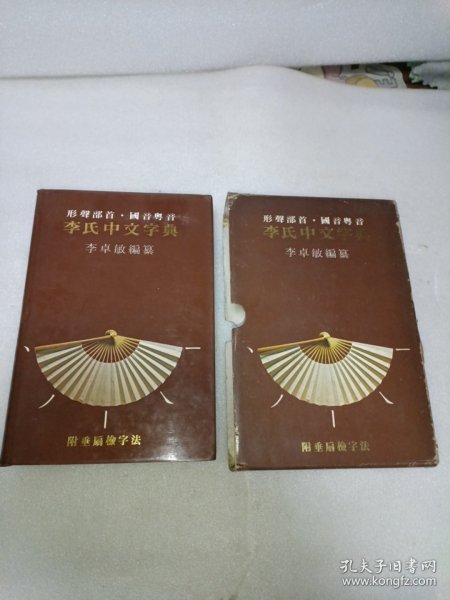 形聲部首·國音粵音
李氏中文字典
李卓敏編纂
附垂扇檢字法
形聲部首·國音粵音
李氏中文字典
李卓敏編纂
附垂扇檢字法
孔夫子旧书网
www.kongfz.com